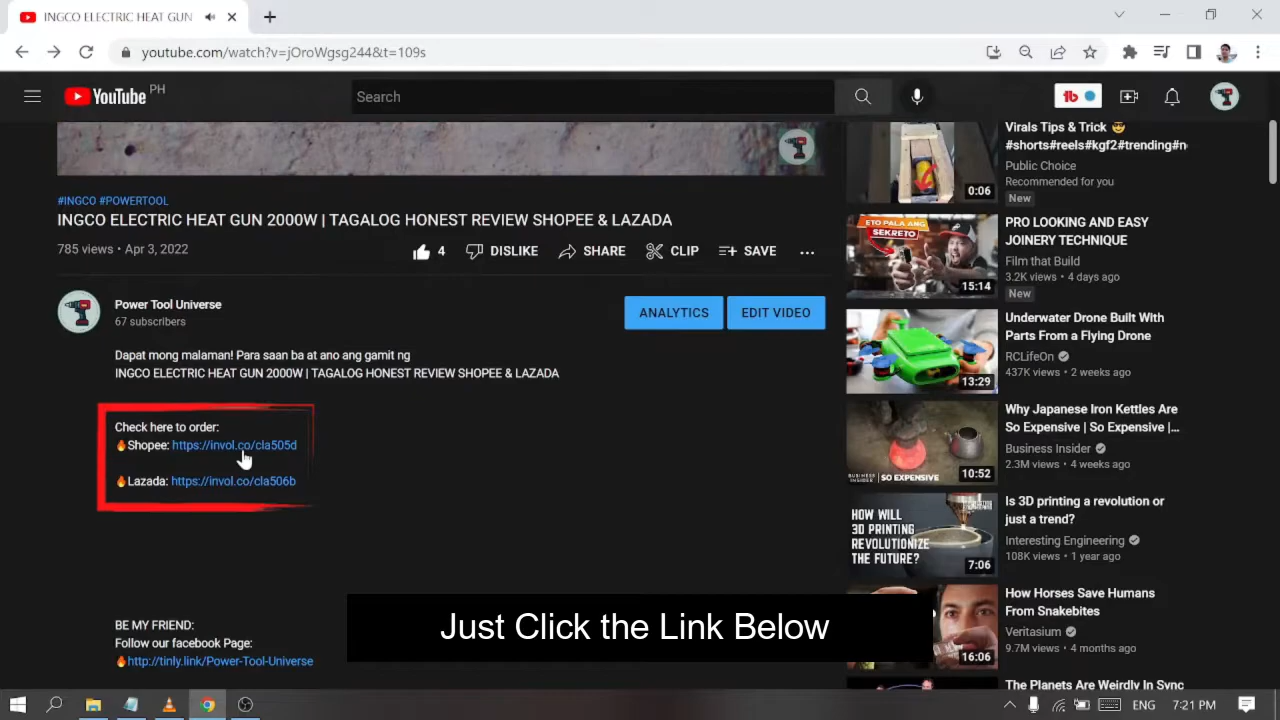 INGCO ELECTRIC HEAT GUN
youtube.com/watch?v=jOroWgsg244&t=109s
YouTube PH
Search
#INGCO #POWERTOOL
INGCO ELECTRIC HEAT GUN 2000W | TAGALOG HONEST REVIEW SHOPEE & LAZADA
785 views • Apr 3, 2022
4
DISLIKE
SHARE
CLIP
SAVE
Power Tool Universe
67 subscribers
ANALYTICS
EDIT VIDEO
Dapat mong malaman! Para saan ba at ano ang gamit ng
INGCO ELECTRIC HEAT GUN 2000W | TAGALOG HONEST REVIEW SHOPEE & LAZADA
Check here to order:
🔥Shopee: https://invol.co/cla505d
🔥Lazada: https://invol.co/cla506b
BE MY FRIEND:
Follow our facebook Page:
🔥http://tinly.link/Power-Tool-Universe
Just Click the Link Below
Virals Tips & Trick 😎
#shorts#reels#kgf2#trending#n
Public Choice
Recommended for you
New
0:06
ETO PALA ANG
SEKRETO
15:14
PRO LOOKING AND EASY
JOINERY TECHNIQUE
Film that Build
3.2K views • 4 days ago
New
13:29
Underwater Drone Built With
Parts From a Flying Drone
RCLifeOn
437K views • 2 weeks ago
BUSINESS INSIDER | SO EXPENSIVE
10:52
Why Japanese Iron Kettles Are
So Expensive | So Expensive |...
Business Insider
2.3M views • 4 weeks ago
HOW WILL
3D PRINTING
REVOLUTIONIZE
THE FUTURE?
7:06
Is 3D printing a revolution or
just a trend?
Interesting Engineering
108K views • 1 year ago
16:06
How Horses Save Humans
From Snakebites
Veritasium
9.7M views • 4 months ago
The Planets Are Weirdly In Sync
ENG
7:21 PM